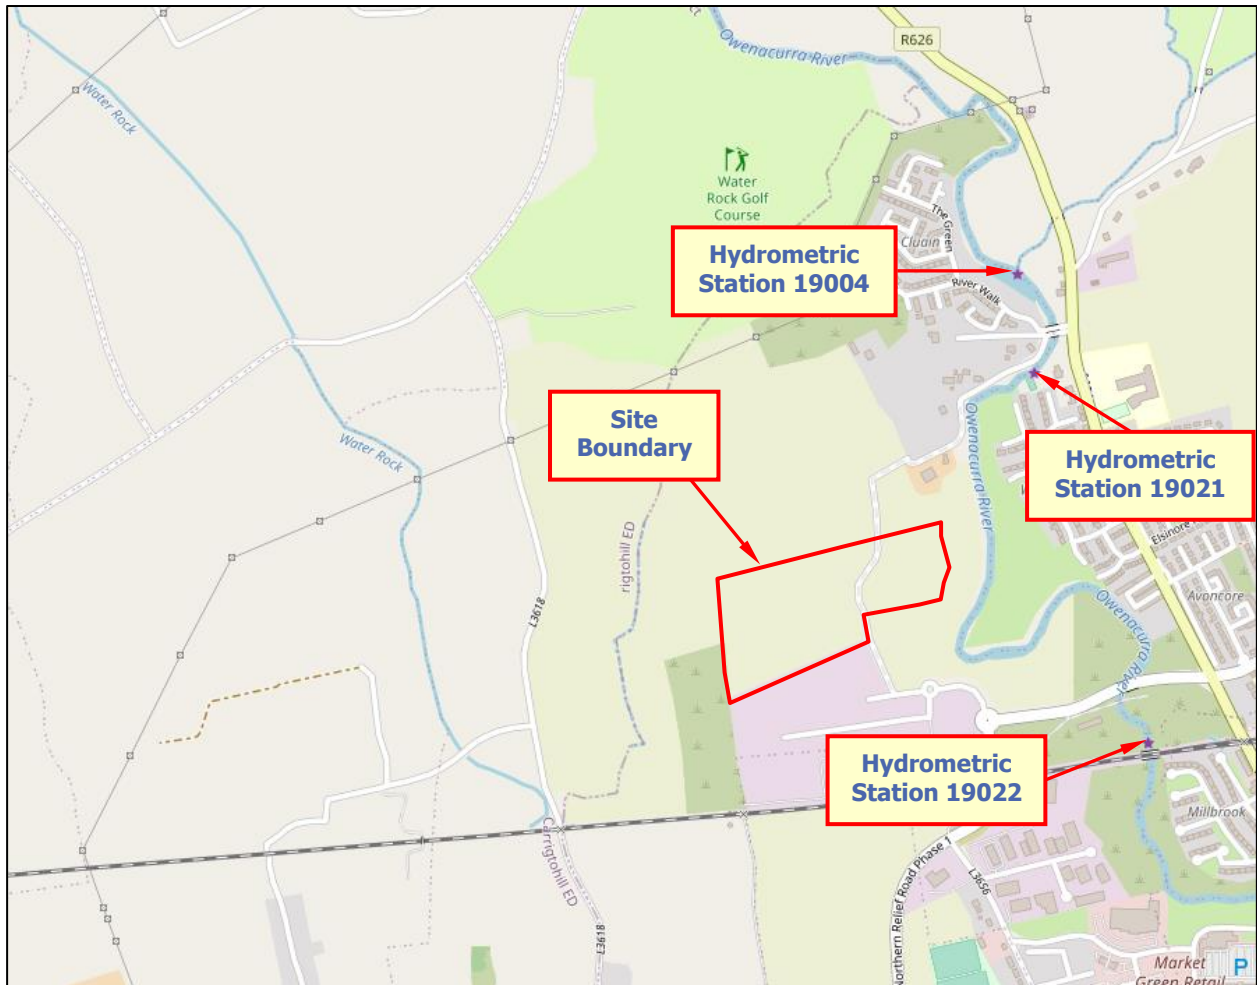 Owenacurra River
R626
Water Rock
Water
Rock Golf
Course
The Green
Cluain
Hydrometric
Station 19004
River Walk
Site
Boundary
Water Rock
Owenacurra River
Hydrometric
Station 19021
Elsinore
rigtohill ED
L3618
Avoncore
Owenacurra River
Hydrometric
Station 19022
Millbrook
Carrigtohill ED
Northern Relief Road Phase 1
L3656
L3618
Market
Green Retail
P